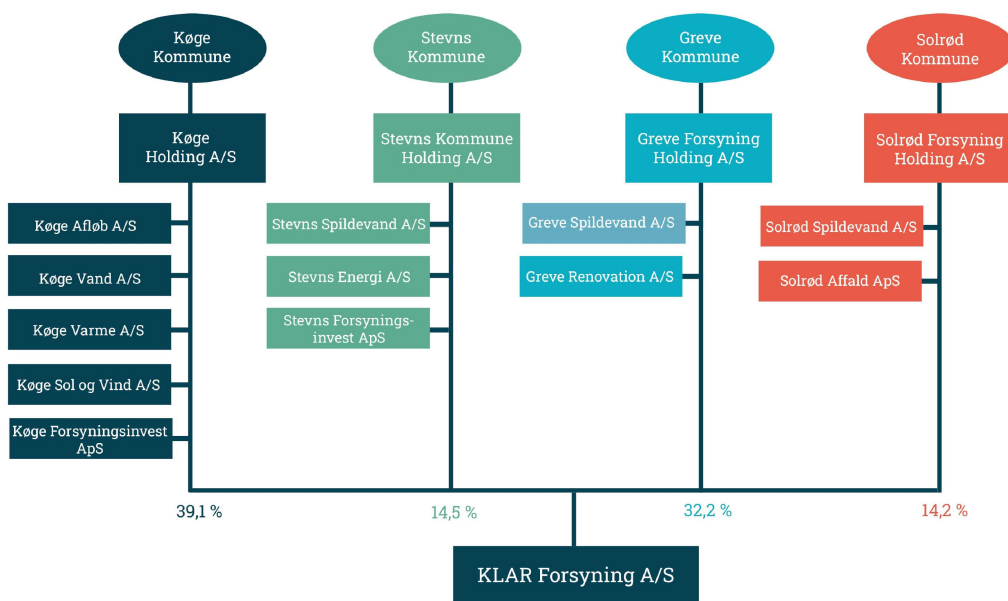 Køge
Kommune
Stevns
Kommune
Greve
Kommune
Solrød
Kommune
Køge
Holding A/S
Stevns Kommune
Holding A/S
Greve Forsyning
Holding A/S
Solrød Forsyning
Holding A/S
Køge Afløb A/S
Køge Vand A/S
Køge Varme A/S
Køge Sol og Vind A/S
Køge Forsyningsinvest
ApS
Stevns Spildevand A/S
Stevns Energi A/S
Stevns Forsynings-
invest ApS
Greve Spildevand A/S
Greve Renovation A/S
Solrød Spildevand A/S
Solrød Affald ApS
39,1 %
14,5 %
32,2 %
14,2 %
KLAR Forsyning A/S